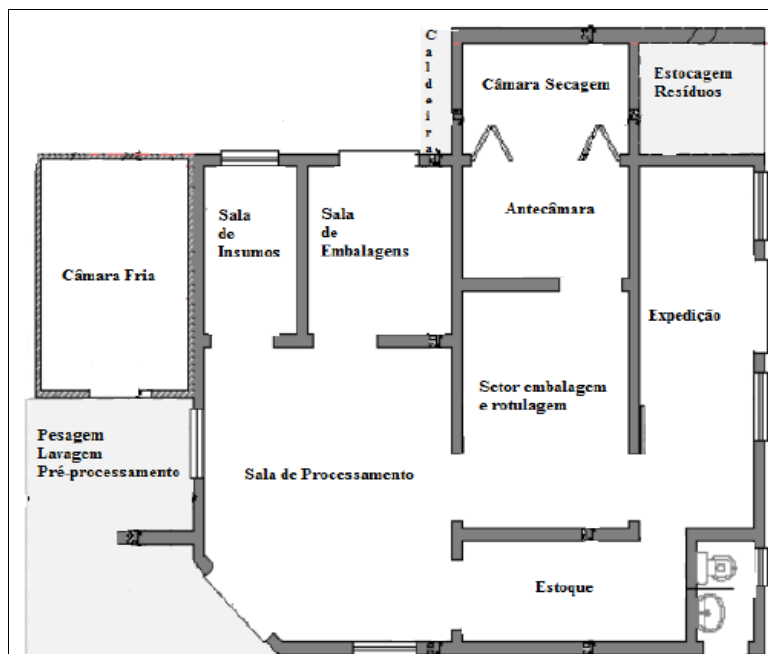 Caldeira
Câmara Secagem
Estocagem
Resíduos
Antecâmara
Sala
de
Insumos
Sala
de
Embalagens
Câmara Fria
Expedição
Setor embalagem
e rotulagem
Pesagem
Lavagem
Pré-processamento
Sala de Processamento
Estoque